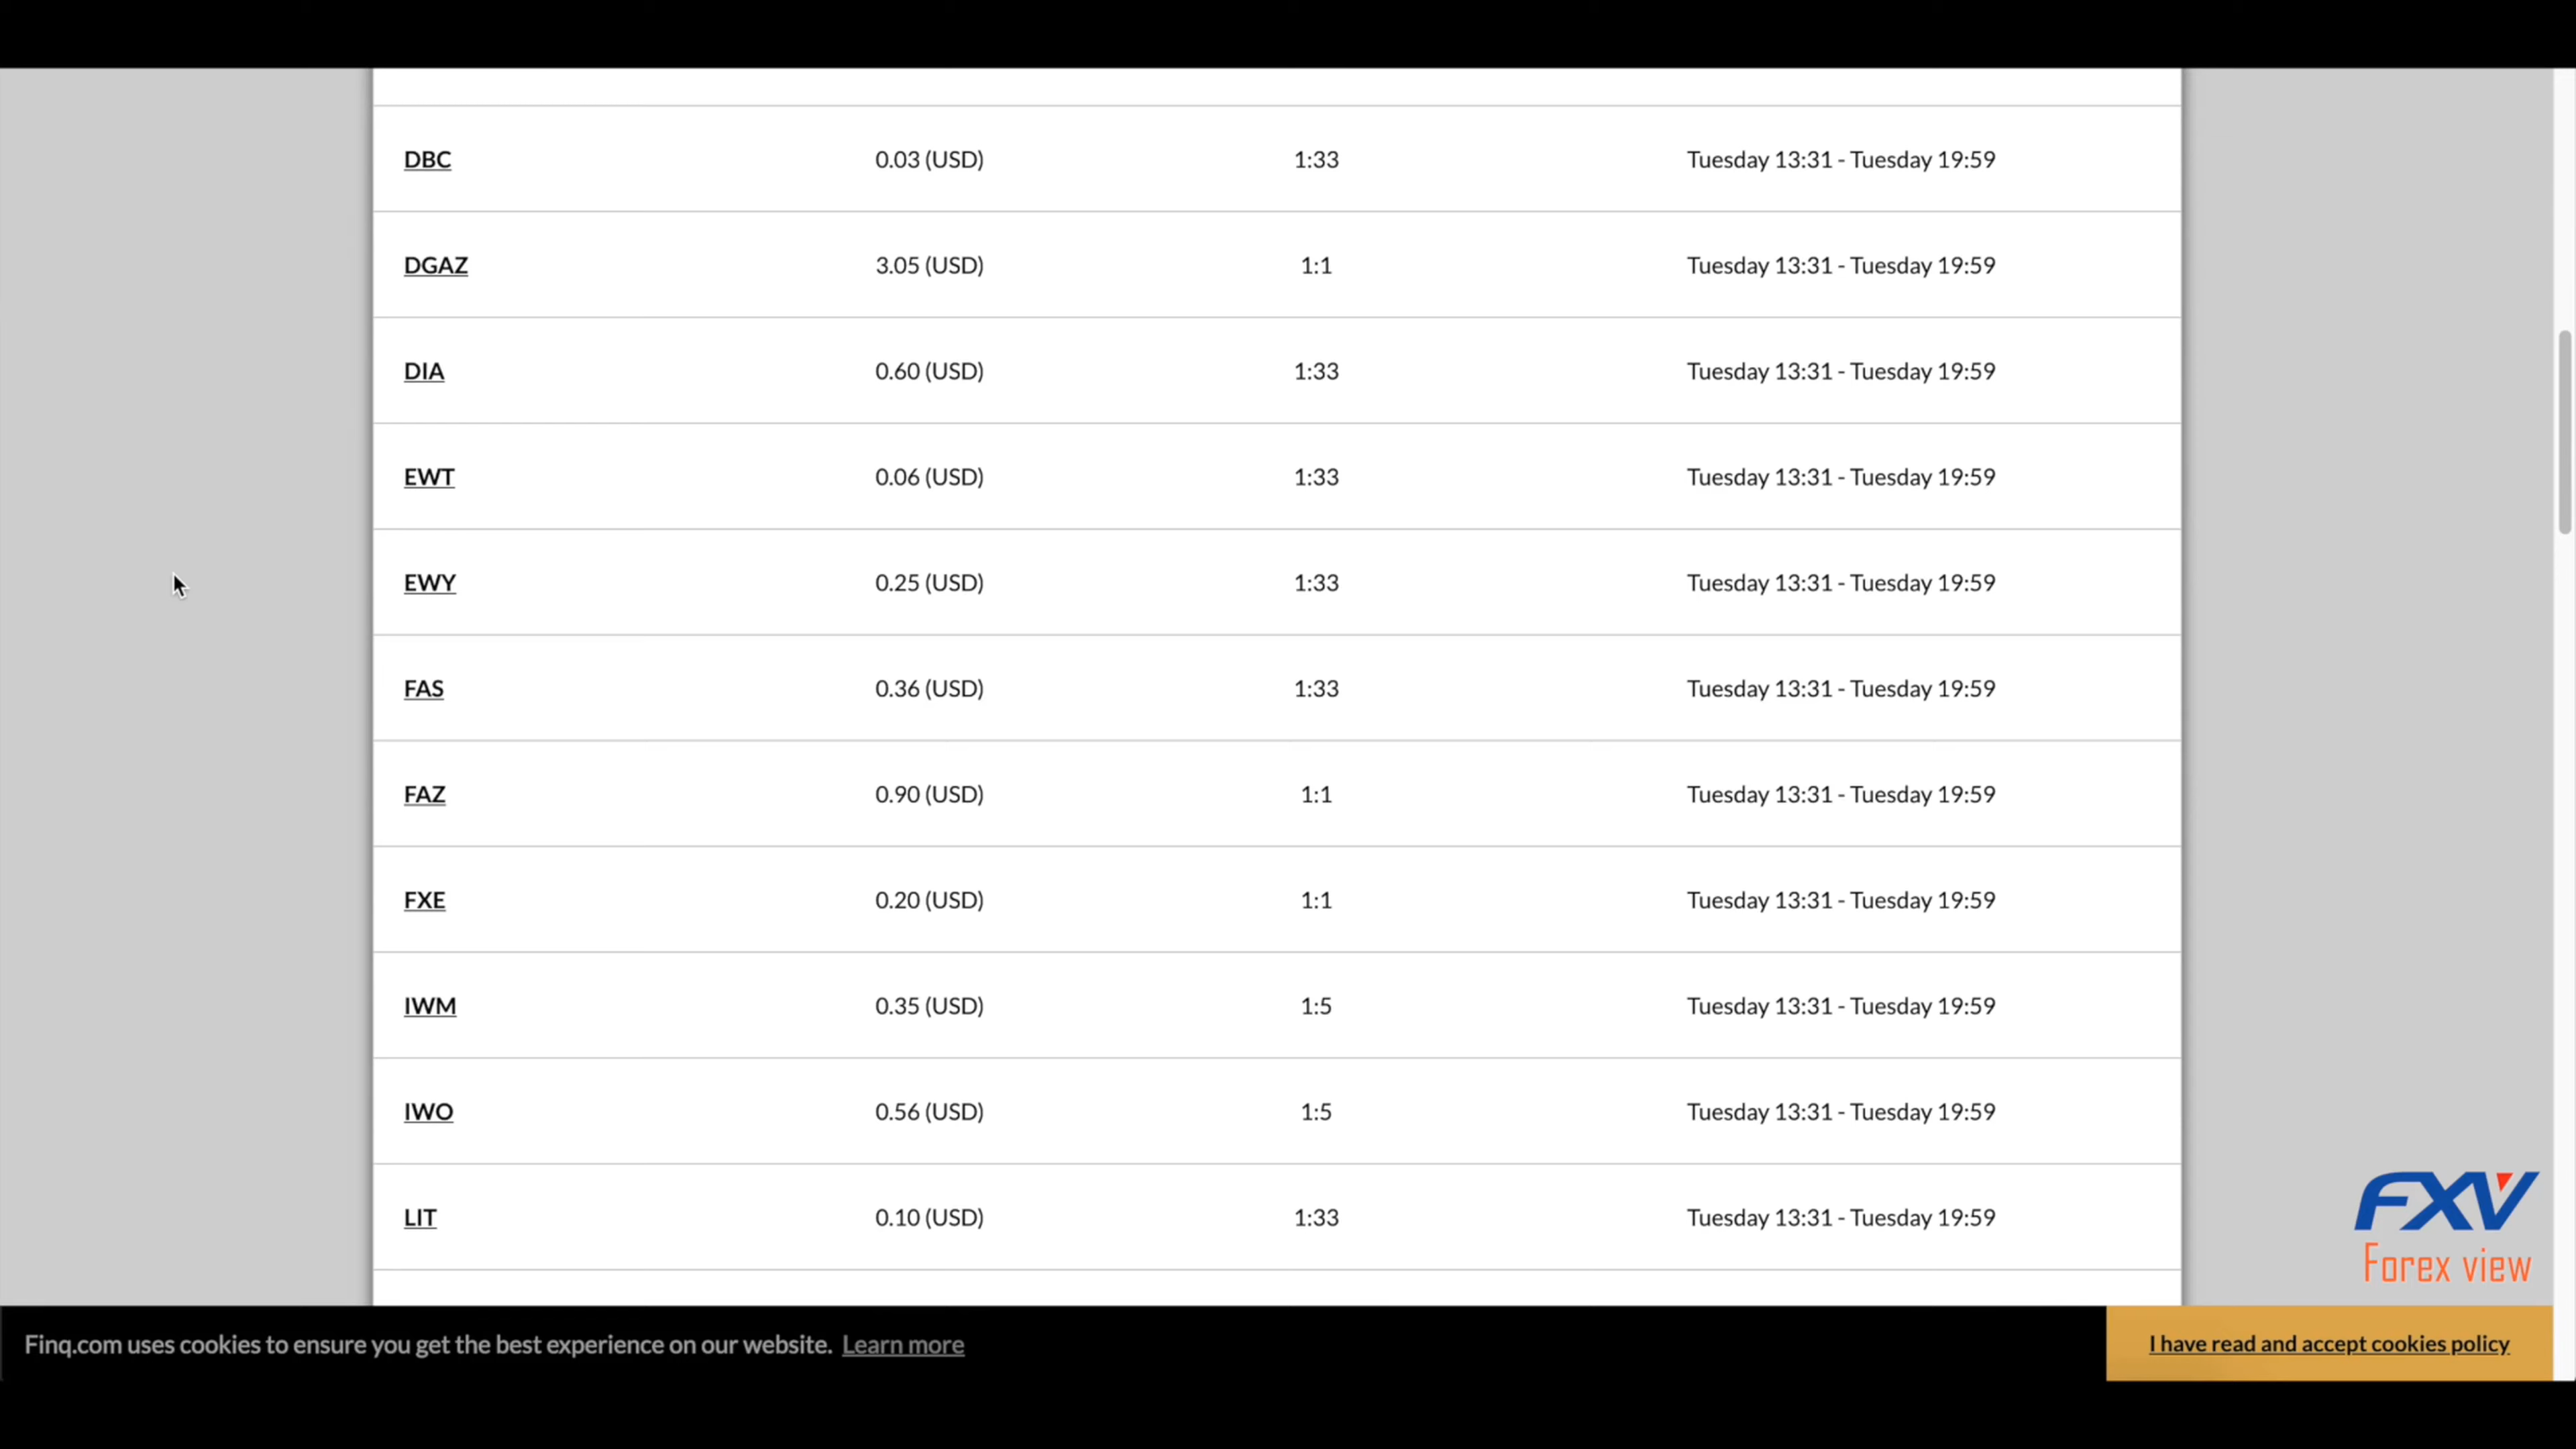 DBC 0.03 (USD) 1:33 Tuesday 13:31 - Tuesday 19:59
DGAZ 3.05 (USD) 1:1 Tuesday 13:31 - Tuesday 19:59
DIA 0.60 (USD) 1:33 Tuesday 13:31 - Tuesday 19:59
EWT 0.06 (USD) 1:33 Tuesday 13:31 - Tuesday 19:59
EWY 0.25 (USD) 1:33 Tuesday 13:31 - Tuesday 19:59
FAS 0.36 (USD) 1:33 Tuesday 13:31 - Tuesday 19:59
FAZ 0.90 (USD) 1:1 Tuesday 13:31 - Tuesday 19:59
FXE 0.20 (USD) 1:1 Tuesday 13:31 - Tuesday 19:59
IWM 0.35 (USD) 1:5 Tuesday 13:31 - Tuesday 19:59
IWO 0.56 (USD) 1:5 Tuesday 13:31 - Tuesday 19:59
LIT 0.10 (USD) 1:33 Tuesday 13:31 - Tuesday 19:59
FXV
Forex view
Finq.com uses cookies to ensure you get the best experience on our website. Learn more
I have read and accept cookies policy